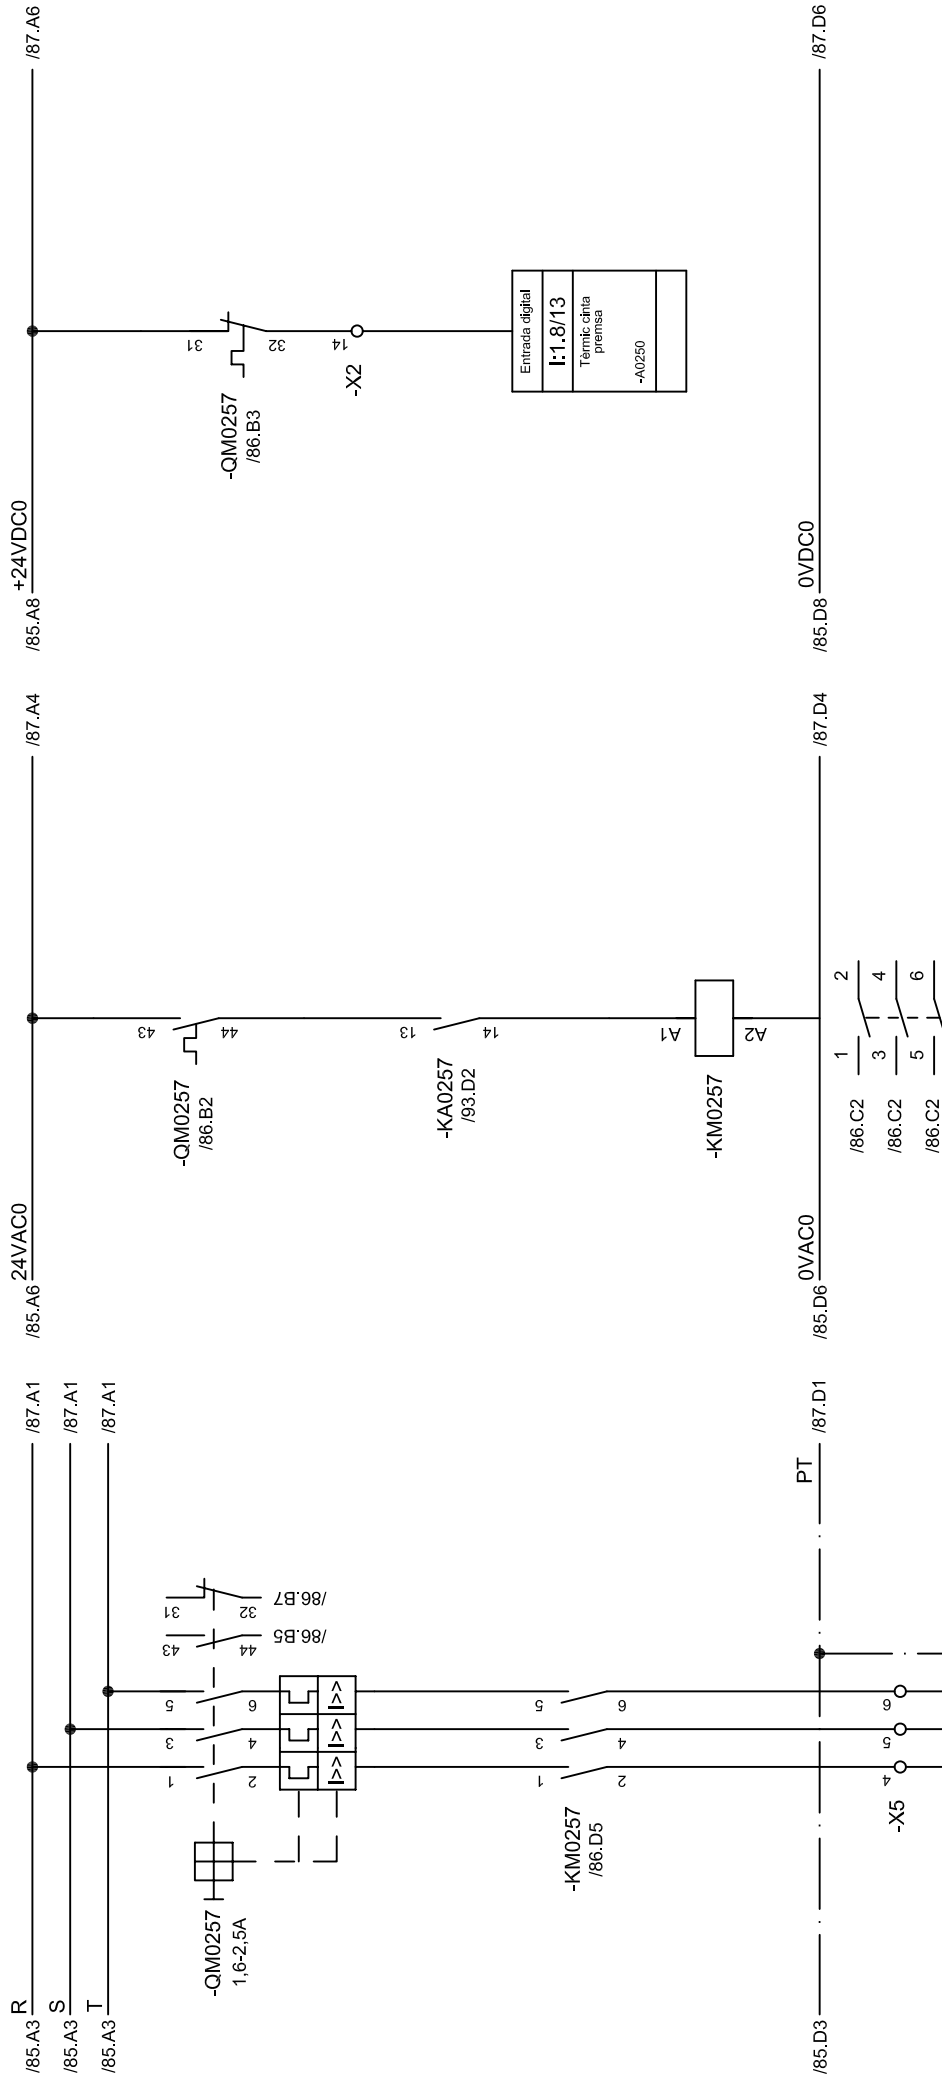 R
S
T
/85.A3
/85.A3
/85.A3
/87.A1
/87.A1
/87.A1
-QM0257
1,6-2,5A
1
3
5
43
31
2
4
6
44
32
/86.B5
/86.B7
I>>
I>>
I>>
-KM0257
/86.D5
1
3
5
2
4
6
/85.D3
PT
/87.D1
-X5
4
5
6
24VAC0
/85.A6
/87.A4
-QM0257
/86.B2
43
44
-KA0257
/93.D2
13
14
-KM0257
A1
A2
0VAC0
/85.D6
/87.D4
/86.C2
1
2
/86.C2
3
4
/86.C2
5
6
+24VDC0
/85.A8
/87.A6
-QM0257
/86.B3
31
32
-X2
14
Entrada digital
I:1.8/13
Tèrmic cinta
premsa
-A0250
0VDC0
/85.D8
/87.D6